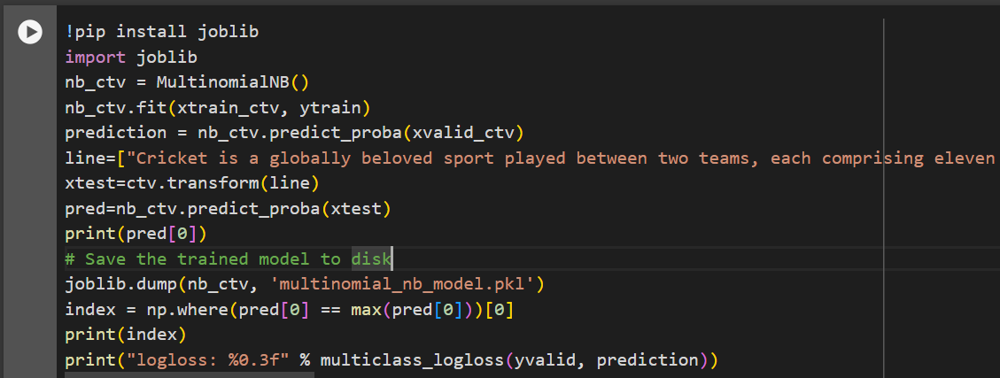 !pip install joblib
import joblib
nb_ctv = MultinomialNB()
nb_ctv.fit(xtrain_ctv, ytrain)
prediction = nb_ctv.predict_proba(xvalid_ctv)
line=["Cricket is a globally beloved sport played between two teams, each comprising eleven
xtest=ctv.transform(line)
pred=nb_ctv.predict_proba(xtest)
print(pred[0])
# Save the trained model to disk
joblib.dump(nb_ctv, 'multinomial_nb_model.pkl')
index = np.where(pred[0] == max(pred[0]))[0]
print(index)
print("logloss: %0.3f" % multiclass_logloss(yvalid, prediction))